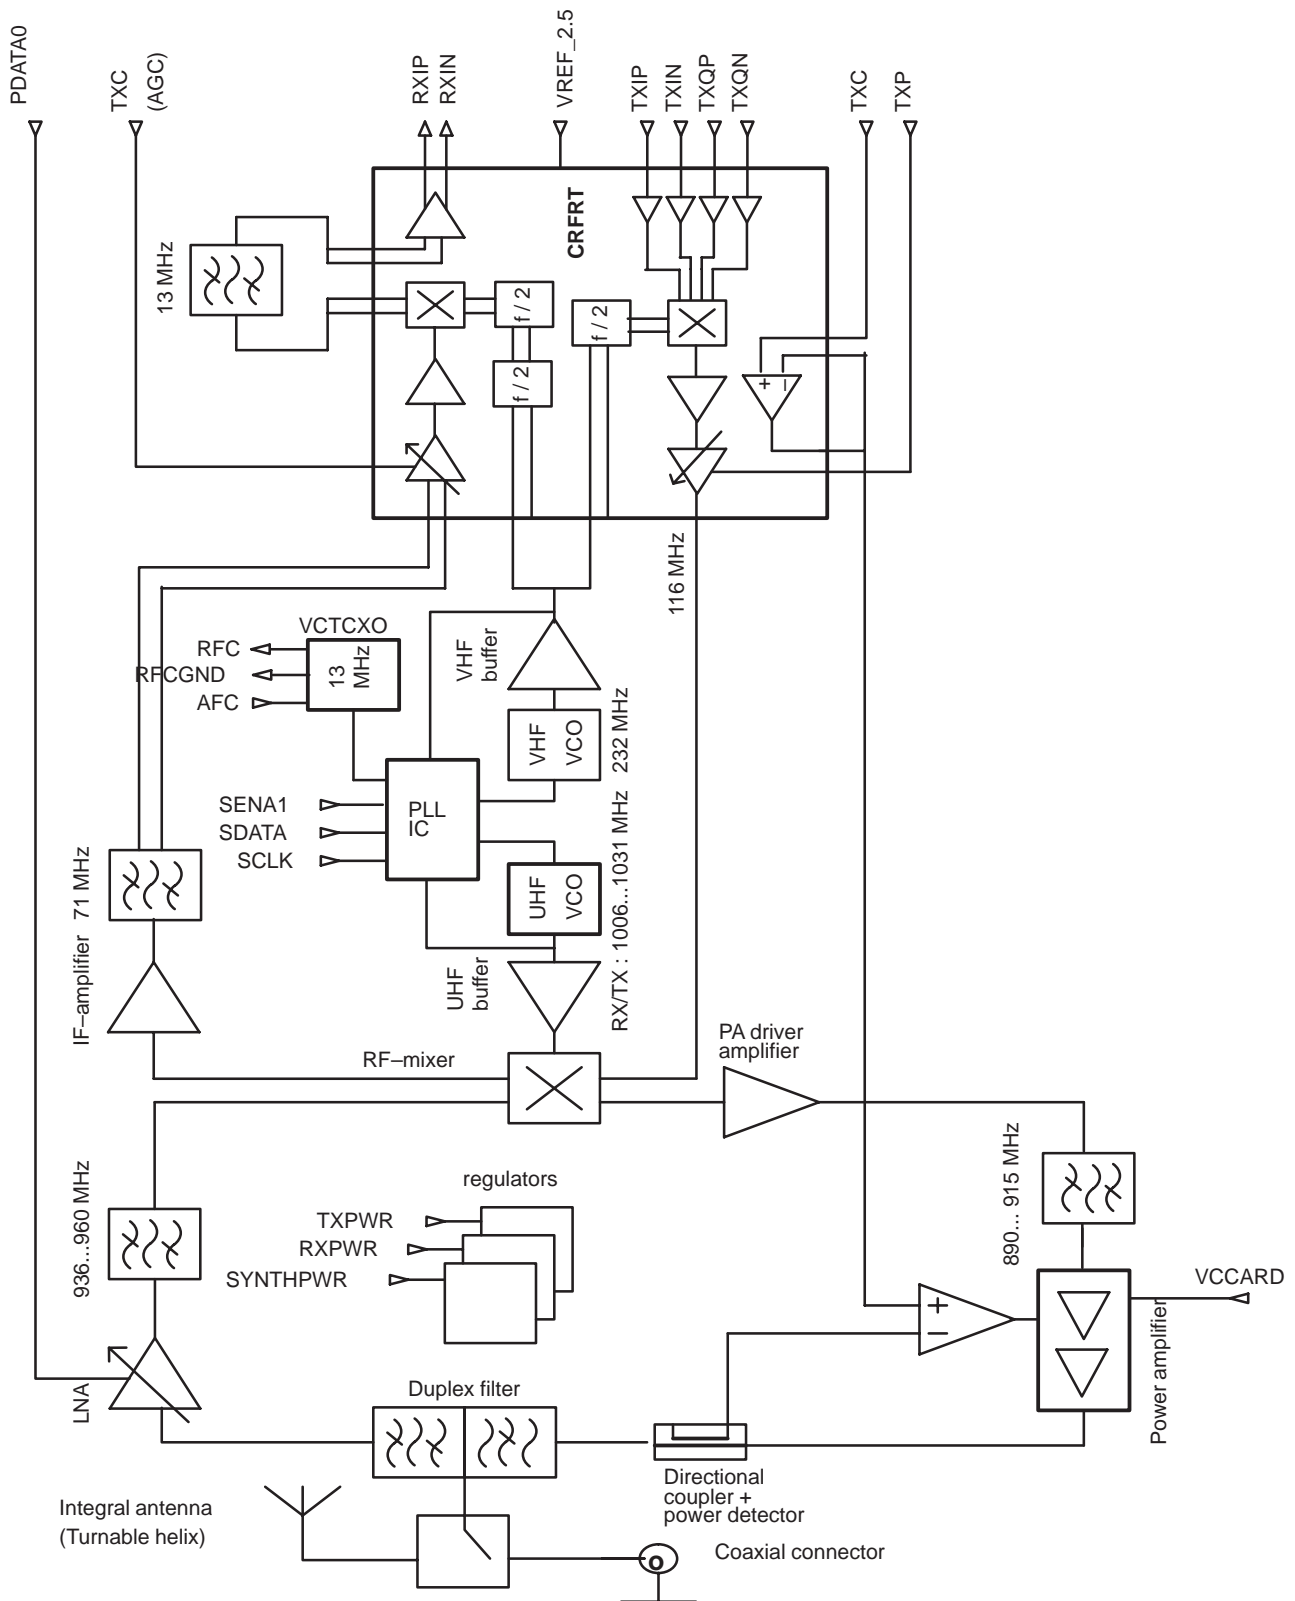 PDATA0
TXC
(AGC)
RXIP
RXIN
VREF_2.5
TXIP
TXIN
TXQP
TXQN
TXC
TXP
CRFRT
13 MHz
f / 2
f / 2
f / 2
+
–
116 MHz
VCTCXO
RFC
RFCGND
AFC
13
MHz
VHF
buffer
VHF
VCO
232 MHz
SENA1
SDATA
SCLK
PLL
IC
UHF
VCO
RX/TX : 1006...1031 MHz
UHF
buffer
71 MHz
IF–amplifier
RF–mixer
PA driver
amplifier
936...960 MHz
890... 915 MHz
regulators
TXPWR
RXPWR
SYNTHPWR
VCCARD
+
–
Power amplifier
LNA
Duplex filter
Directional
coupler +
power detector
Integral antenna
(Turnable helix)
Coaxial connector